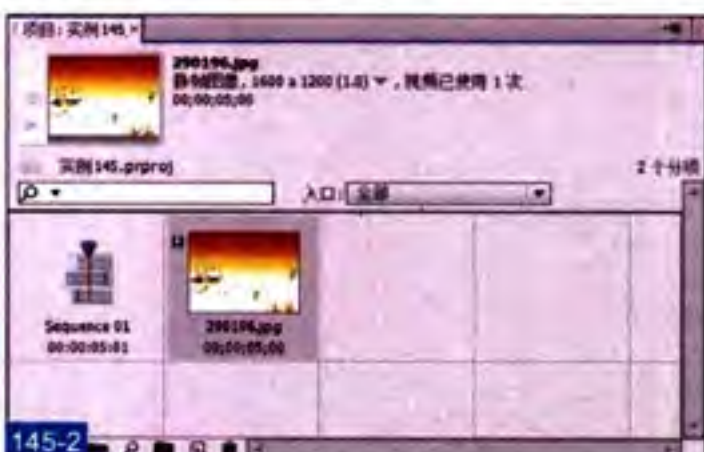 项目: 实例145 ×
290196.jpg
静帧图像, 1600 x 1200 (1.0) ▼ , 视频已使用 1 次
00;00;05;00
实例145.prproj
2 个分项
入口: 全部
Sequence 01
290196.jpg
00:00:05:01
00;00;05;00
145-2